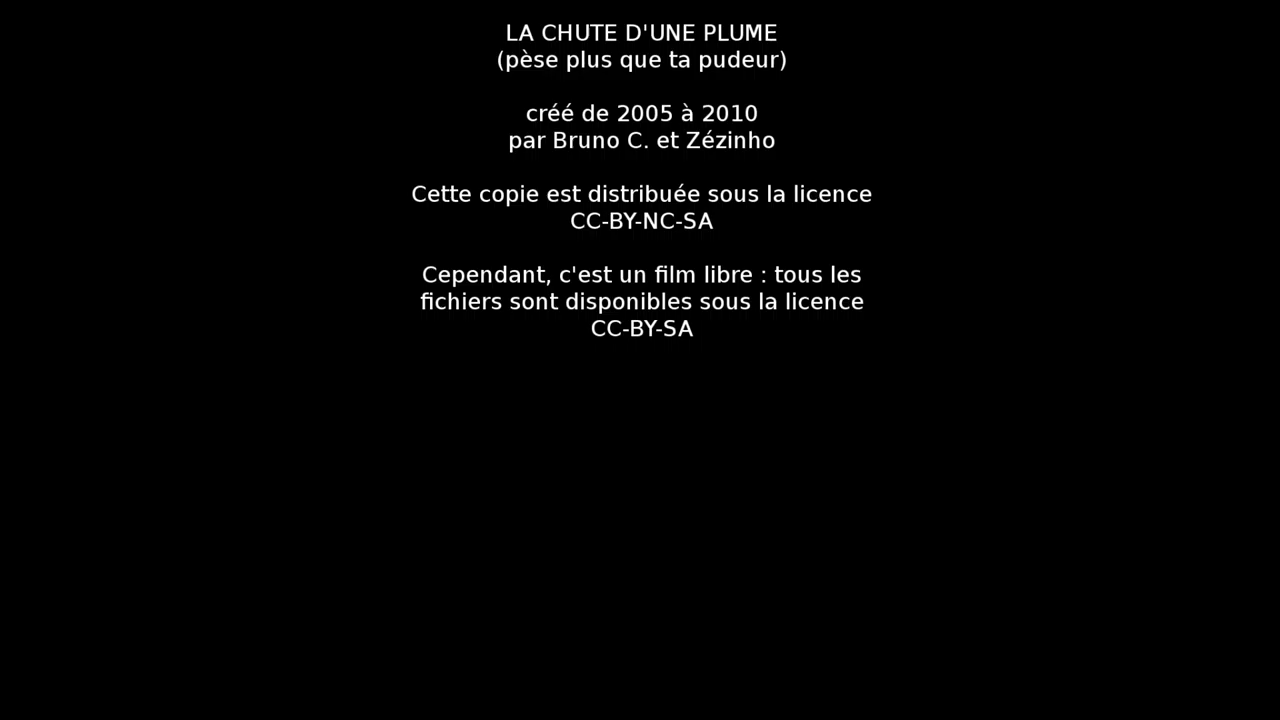 LA CHUTE D'UNE PLUME
(pèse plus que ta pudeur)
créé de 2005 à 2010
par Bruno C. et Zézinho
Cette copie est distribuée sous la licence
CC-BY-NC-SA
Cependant, c'est un film libre : tous les
fichiers sont disponibles sous la licence
CC-BY-SA